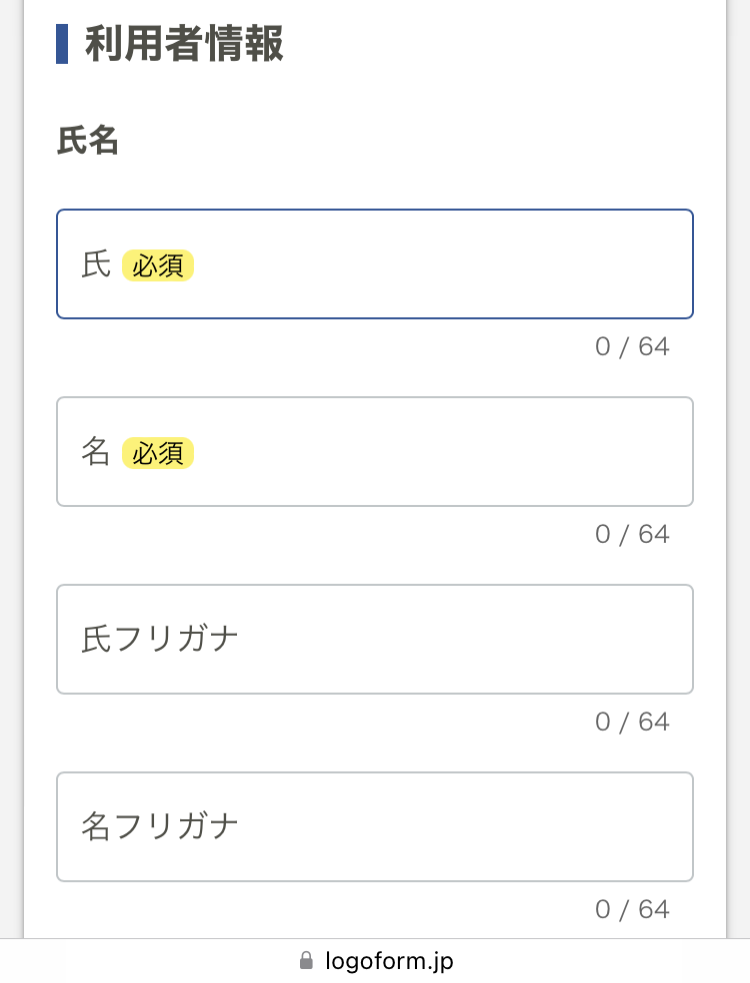 利用者情報
氏名
氏 必須
0 / 64
名 必須
0 / 64
氏フリガナ
0 / 64
名フリガナ
0 / 64
logoform.jp